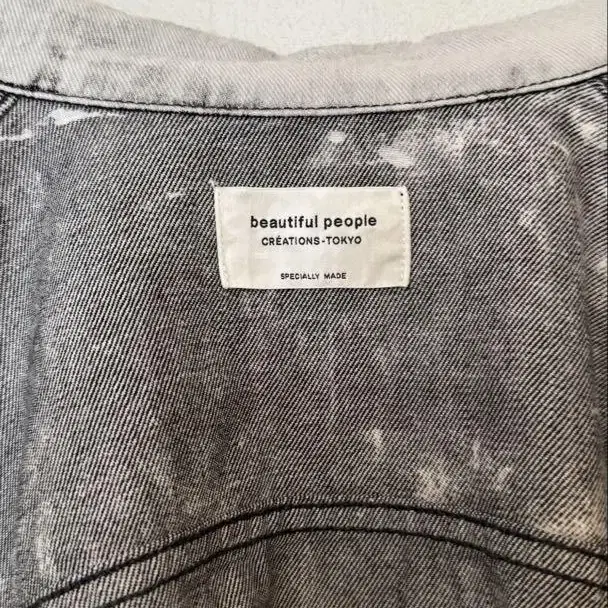 beautiful people
CRÉATIONS-TOKYO
SPECIALLY MADE